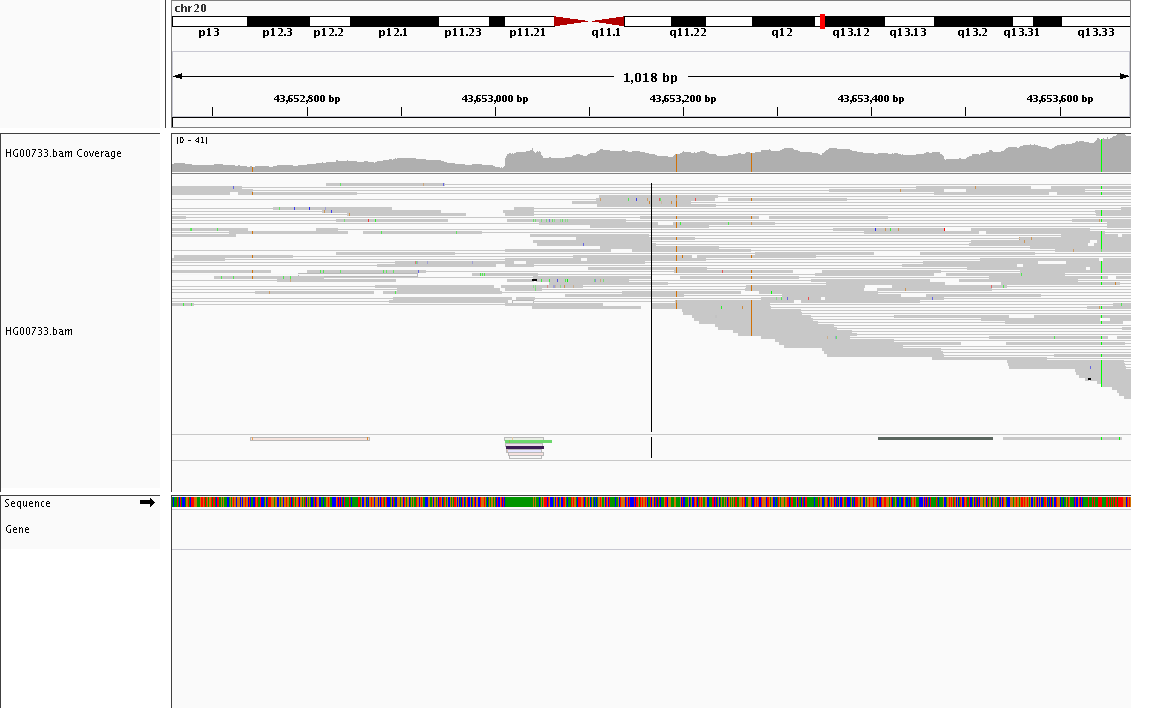 chr20
p13 p12.3 p12.2 p12.1 p11.23 p11.21 q11.1 q11.22 q12 q13.12 q13.13 q13.2 q13.31 q13.33
1,018 bp
43,652,800 bp 43,653,000 bp 43,653,200 bp 43,653,400 bp 43,653,600 bp
[0 - 41]
HG00733.bam Coverage
HG00733.bam
Sequence
Gene